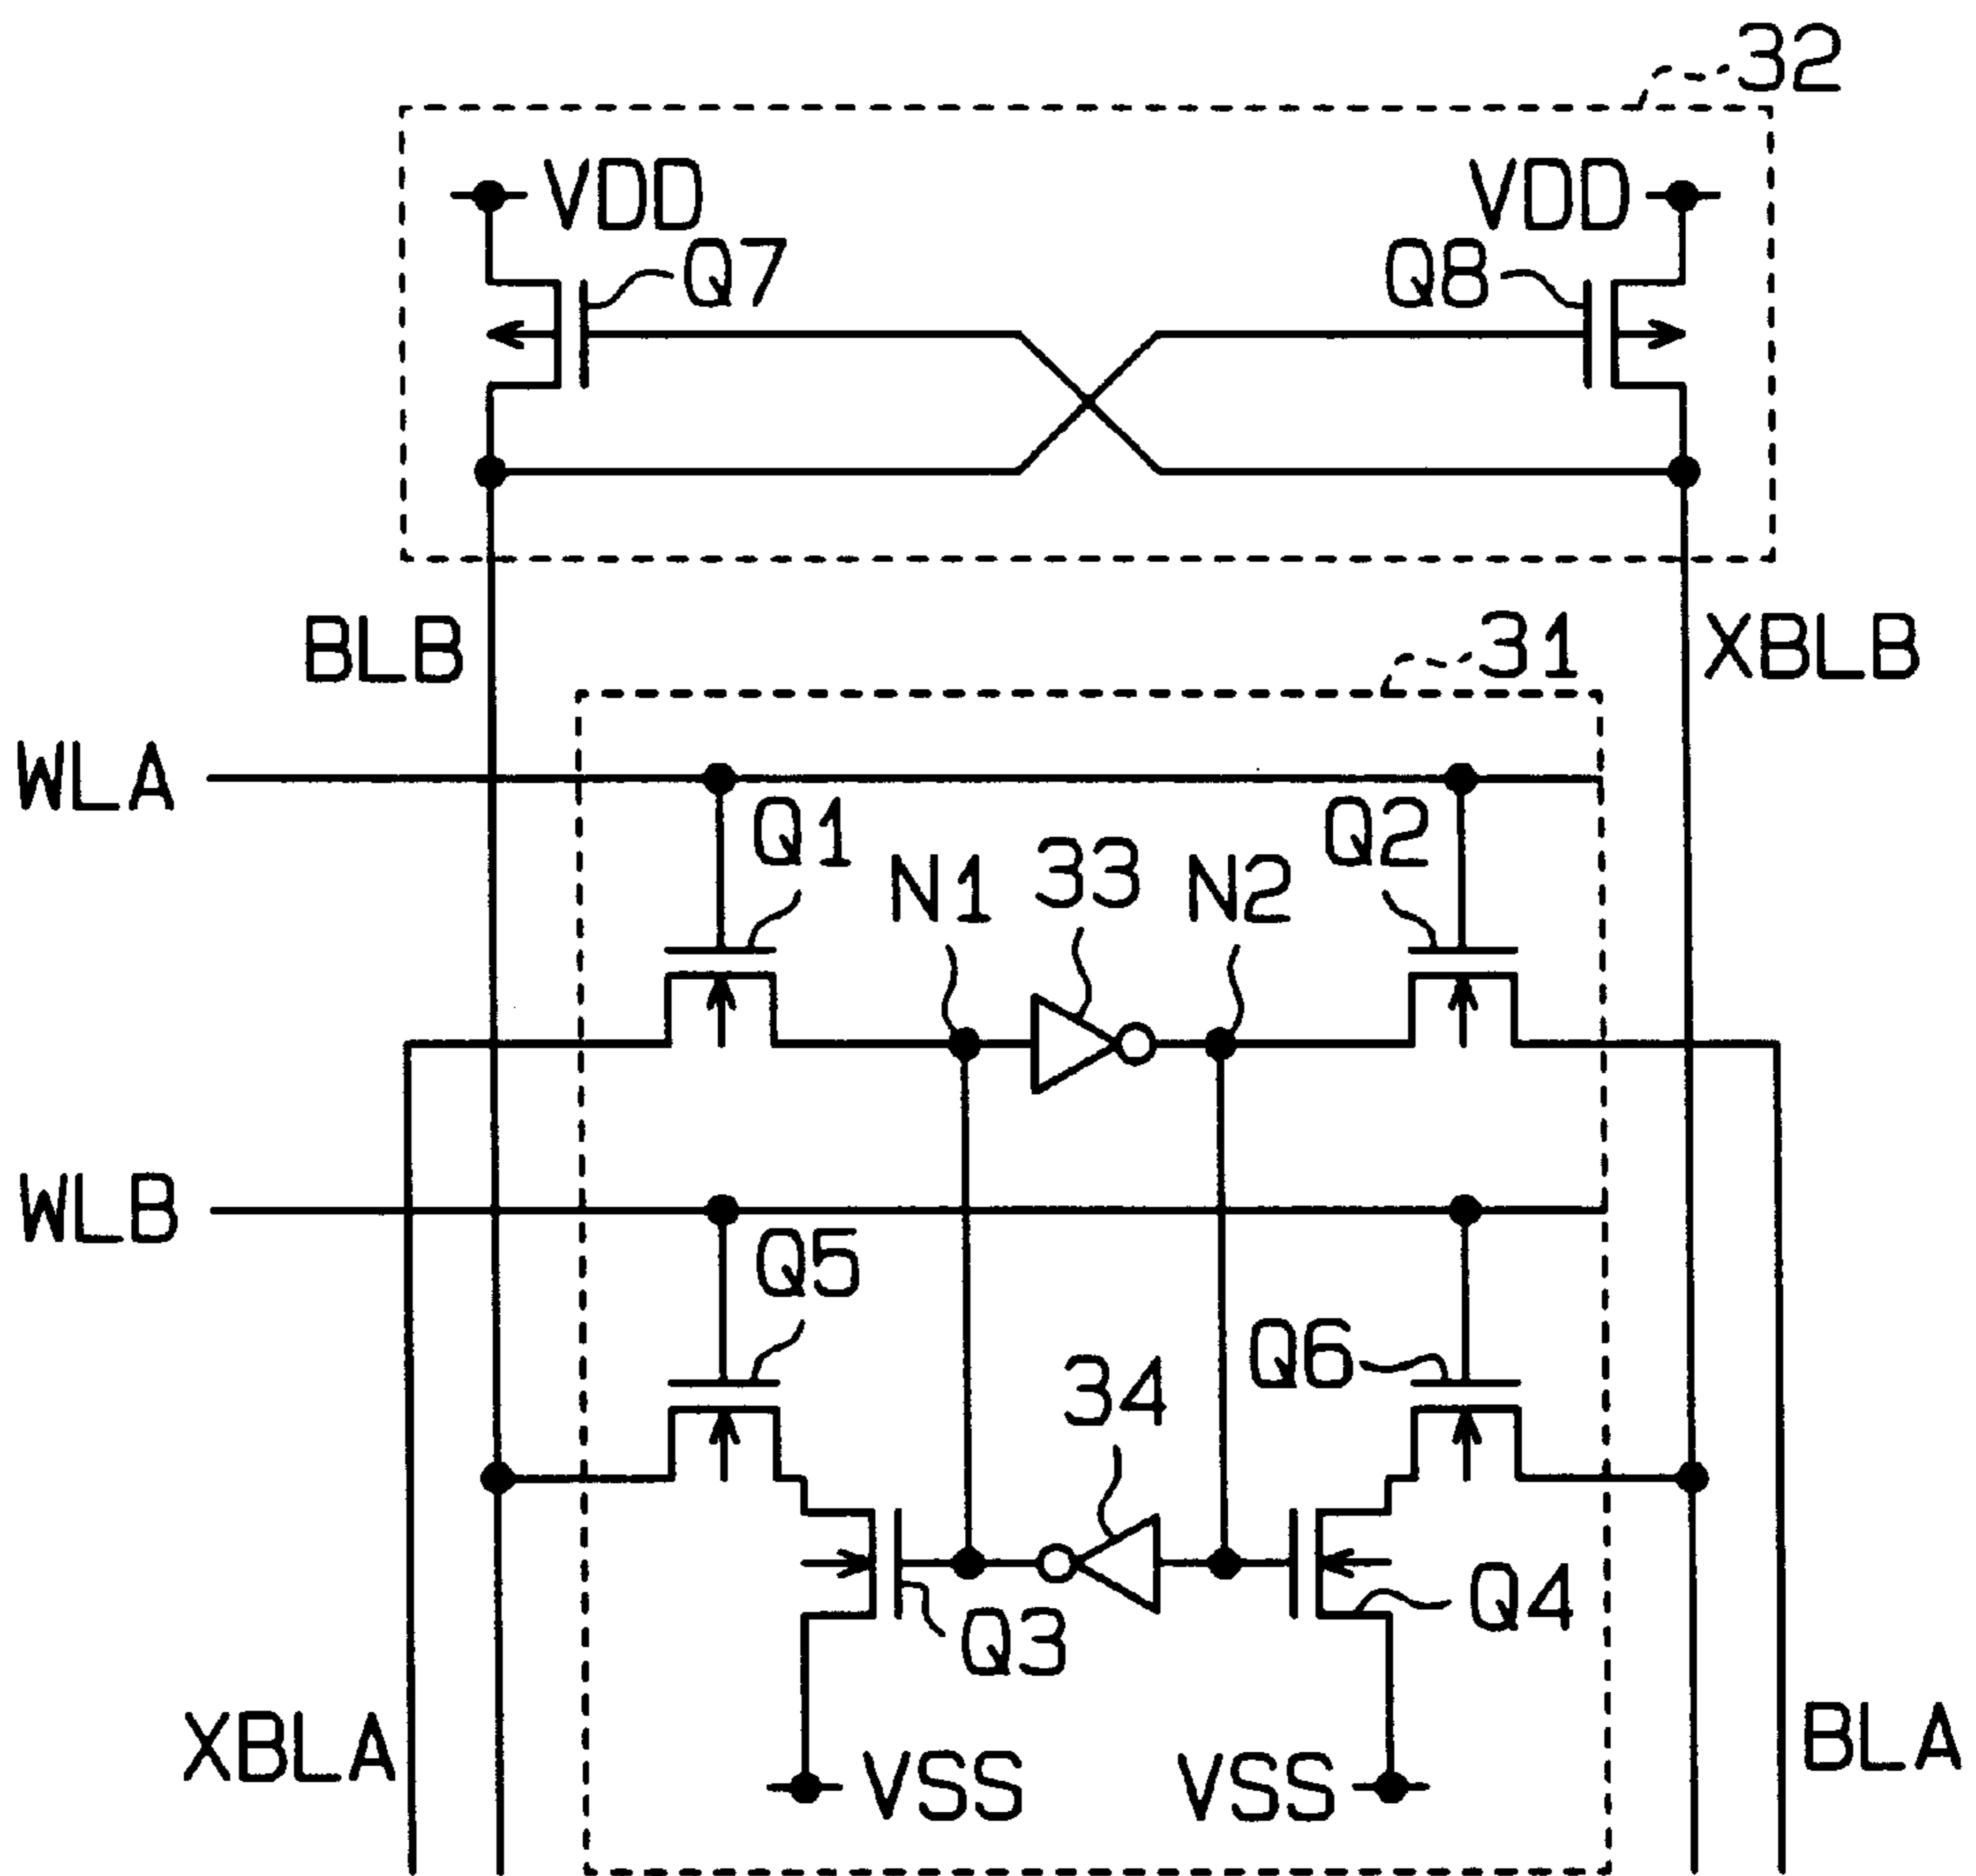 32
VDD VDD
Q7 Q8
BLB 31 XBLB
WLA
Q1 Q2
N1 33 N2
WLB
Q5
Q6
34
Q4
Q3
XBLA BLA
VSS VSS